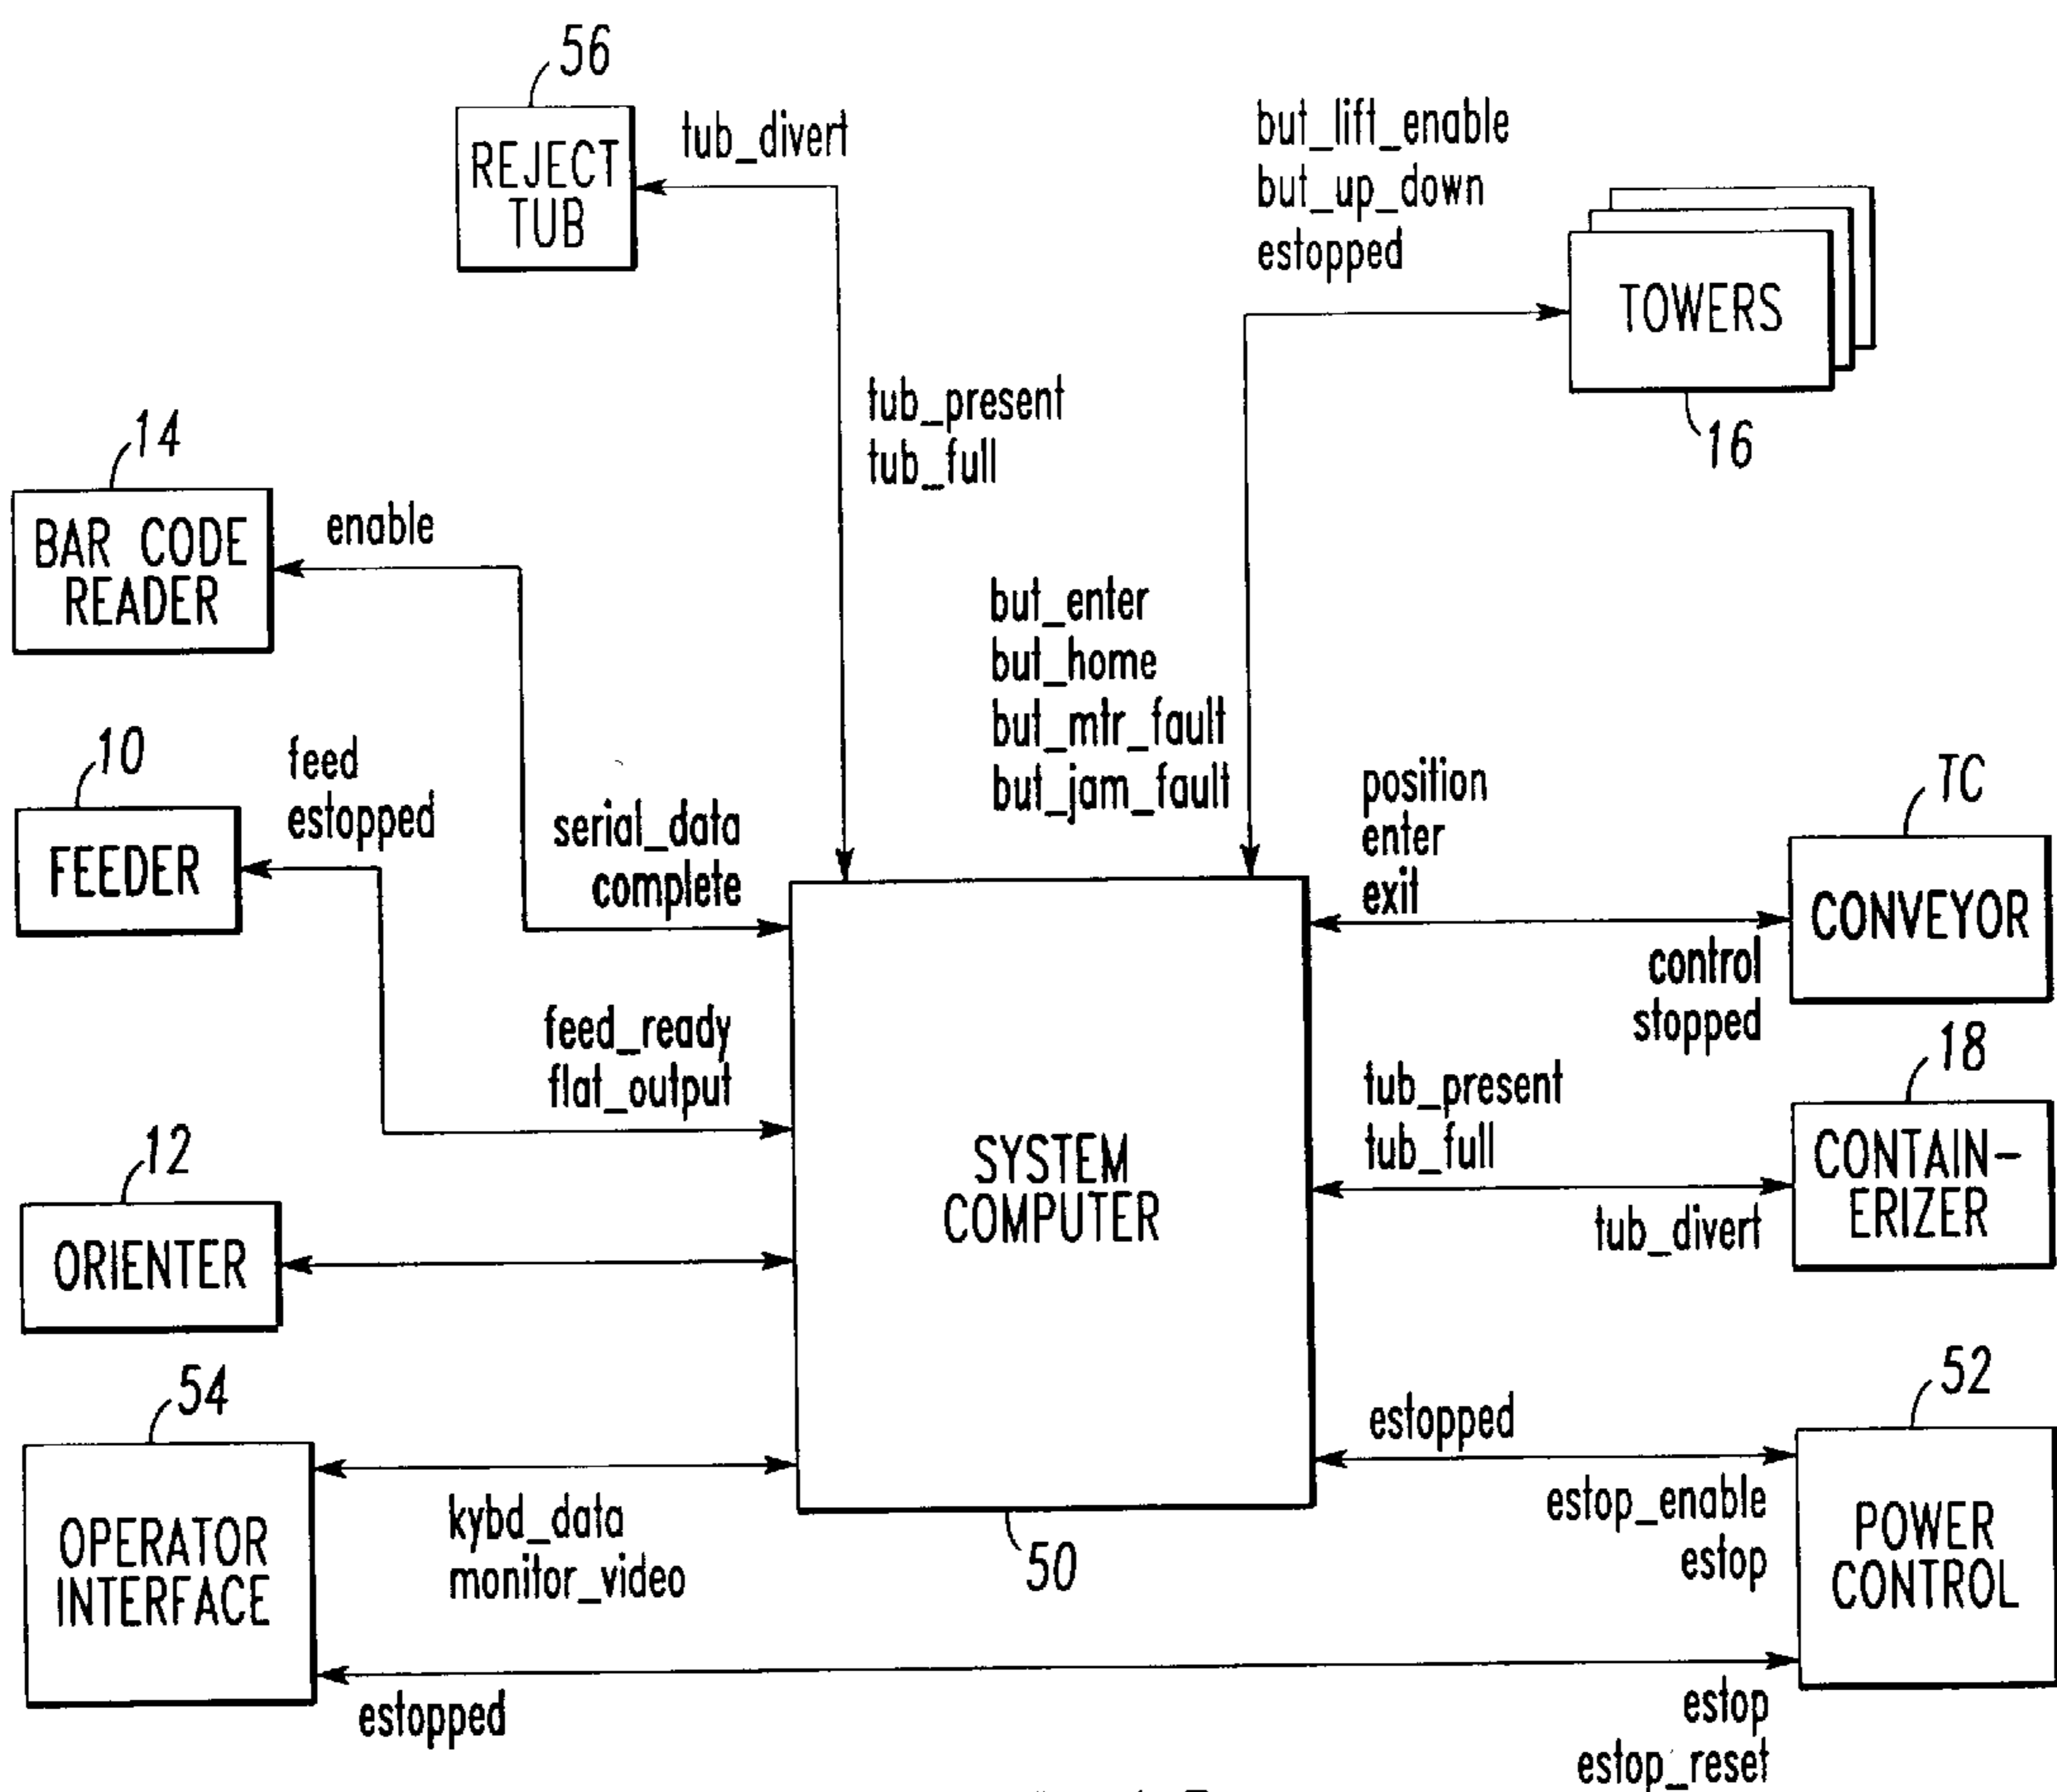 56
REJECT
TUB
tub_divert
but_lift_enable
but_up_down
estopped
TOWERS
16
tub_present
tub_full
14
BAR CODE
READER
enable
but_enter
but_home
but_mtr_fault
but_jam_fault
10
FEEDER
feed
estopped
serial_data
complete
position
enter
exit
TC
CONVEYOR
control
stopped
feed_ready
flat_output
12
ORIENTER
SYSTEM
COMPUTER
50
tub_present
tub_full
18
CONTAIN-
ERIZER
tub_divert
54
OPERATOR
INTERFACE
kybd_data
monitor_video
estopped
52
POWER
CONTROL
estop_enable
estop
estopped
estop
estop_reset